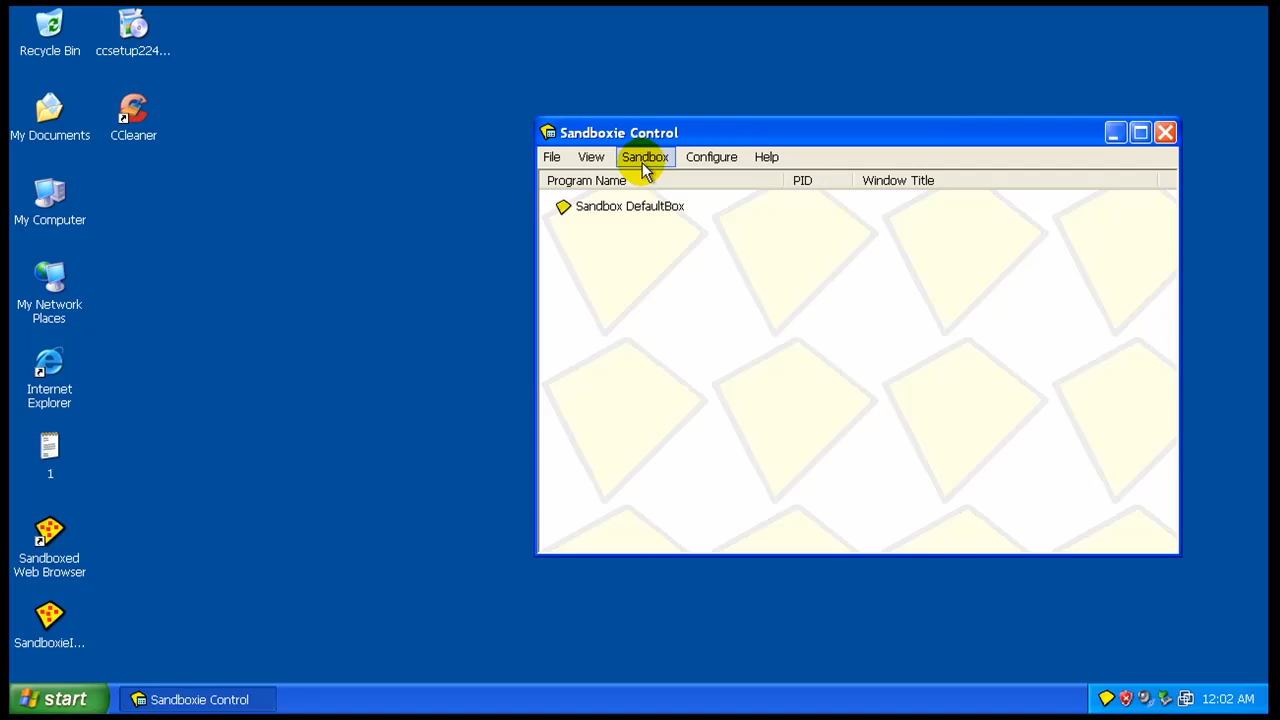 Recycle Bin
ccsetup224...
My Documents
CCleaner
My Computer
My Network
Places
Internet
Explorer
1
Sandboxed
Web Browser
SandboxieI...
Sandboxie Control
File View Sandbox Configure Help
Program Name PID Window Title
Sandbox DefaultBox
start
Sandboxie Control
12:02 AM